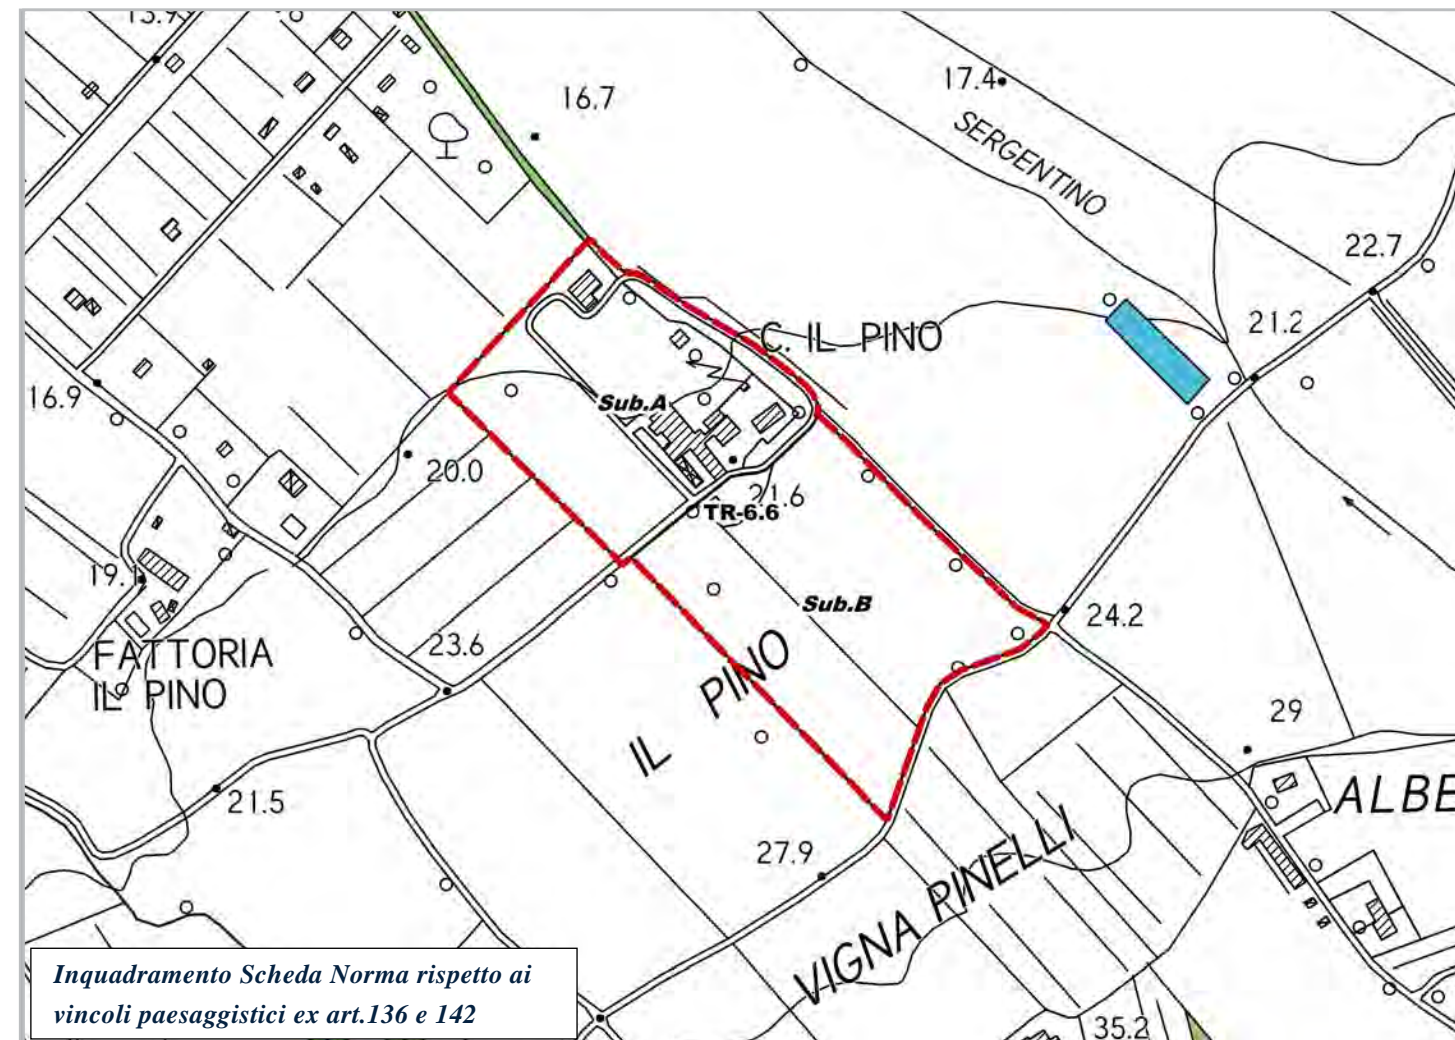 13.9
16.7
17.4
SERGENTINO
22.7
21.2
C. IL PINO
16.9
Sub.A
20.0
21.6
TR-6.6
19.1
Sub.B
24.2
23.6
FATTORIA
IL PINO
IL PINO
29
21.5
ALBE
27.9
VIGNA PINELLI
35.2
Inquadramento Scheda Norma rispetto ai
vincoli paesaggistici ex art.136 e 142